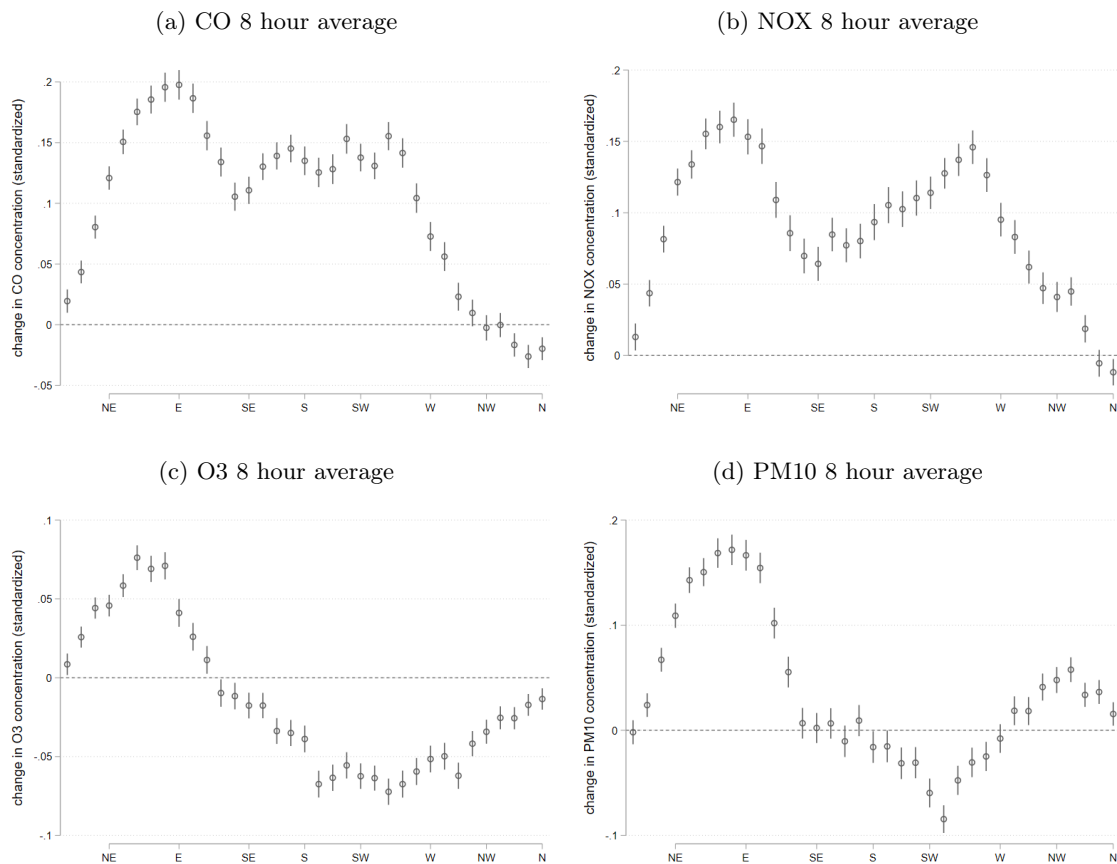 (a) CO 8 hour average
change in CO concentration (standardized)
.2
.15
.1
.05
0
-.05
NE E SE S SW W NW N
(b) NOX 8 hour average
change in NOX concentration (standardized)
.2
.15
.1
.05
0
NE E SE S SW W NW N
(c) O3 8 hour average
change in O3 concentration (standardized)
.1
.05
0
-.05
-.1
NE E SE S SW W NW N
(d) PM10 8 hour average
change in PM10 concentration (standardized)
.2
.1
0
-.1
NE E SE S SW W NW N